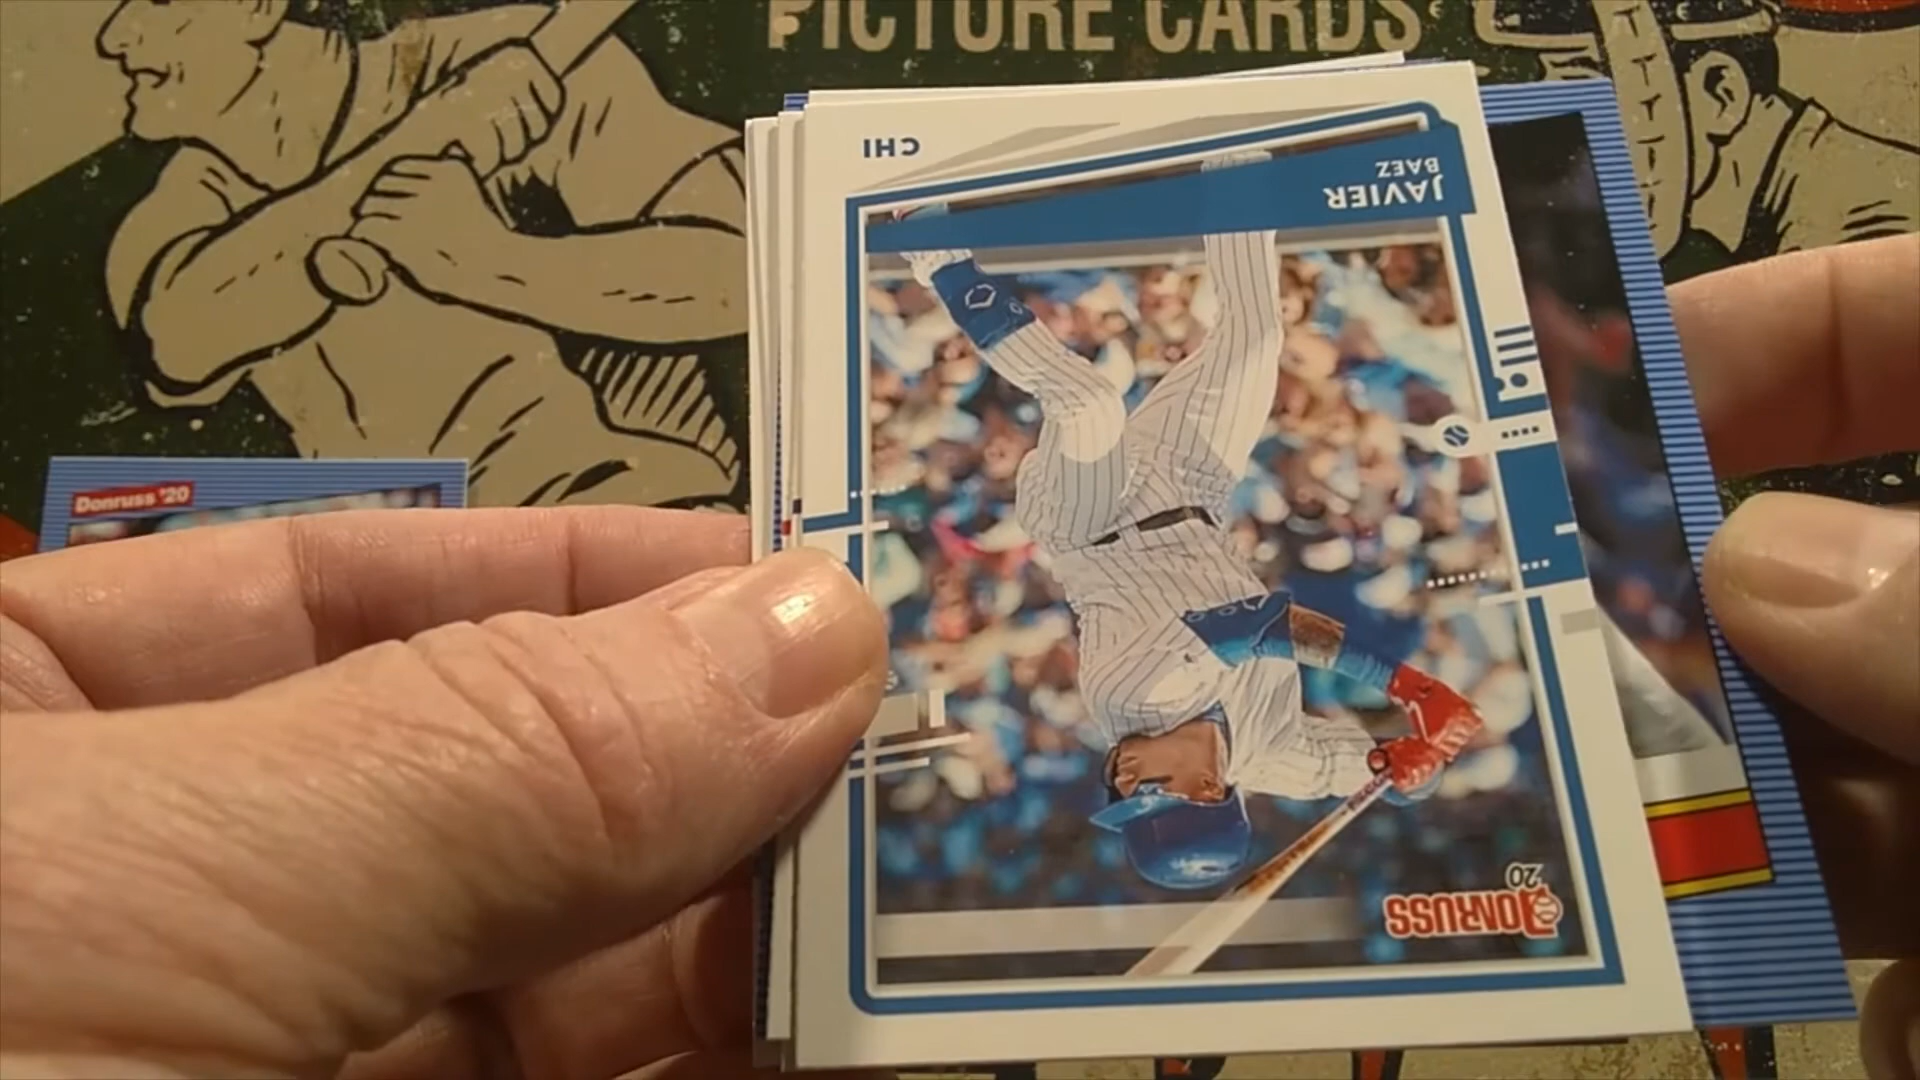 PICTURE CARDS
CHI
JAVIER
BAEZ
Donruss '20
DONRUSS
'20